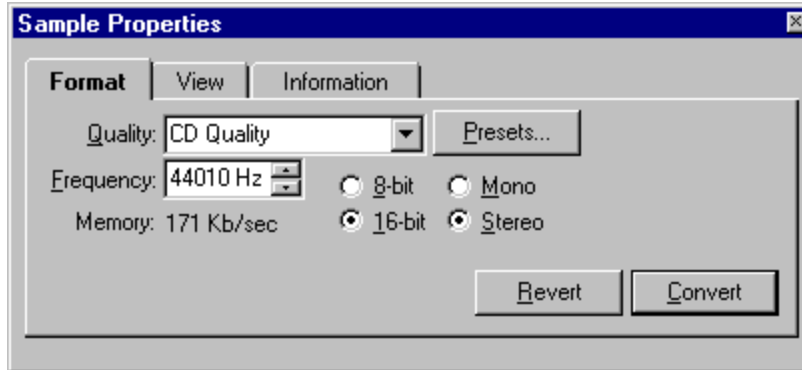 Sample Properties
Format View Information
Quality: CD Quality Presets...
Frequency: 44010 Hz 8-bit Mono
Memory: 171 Kb/sec 16-bit Stereo
Revert Convert